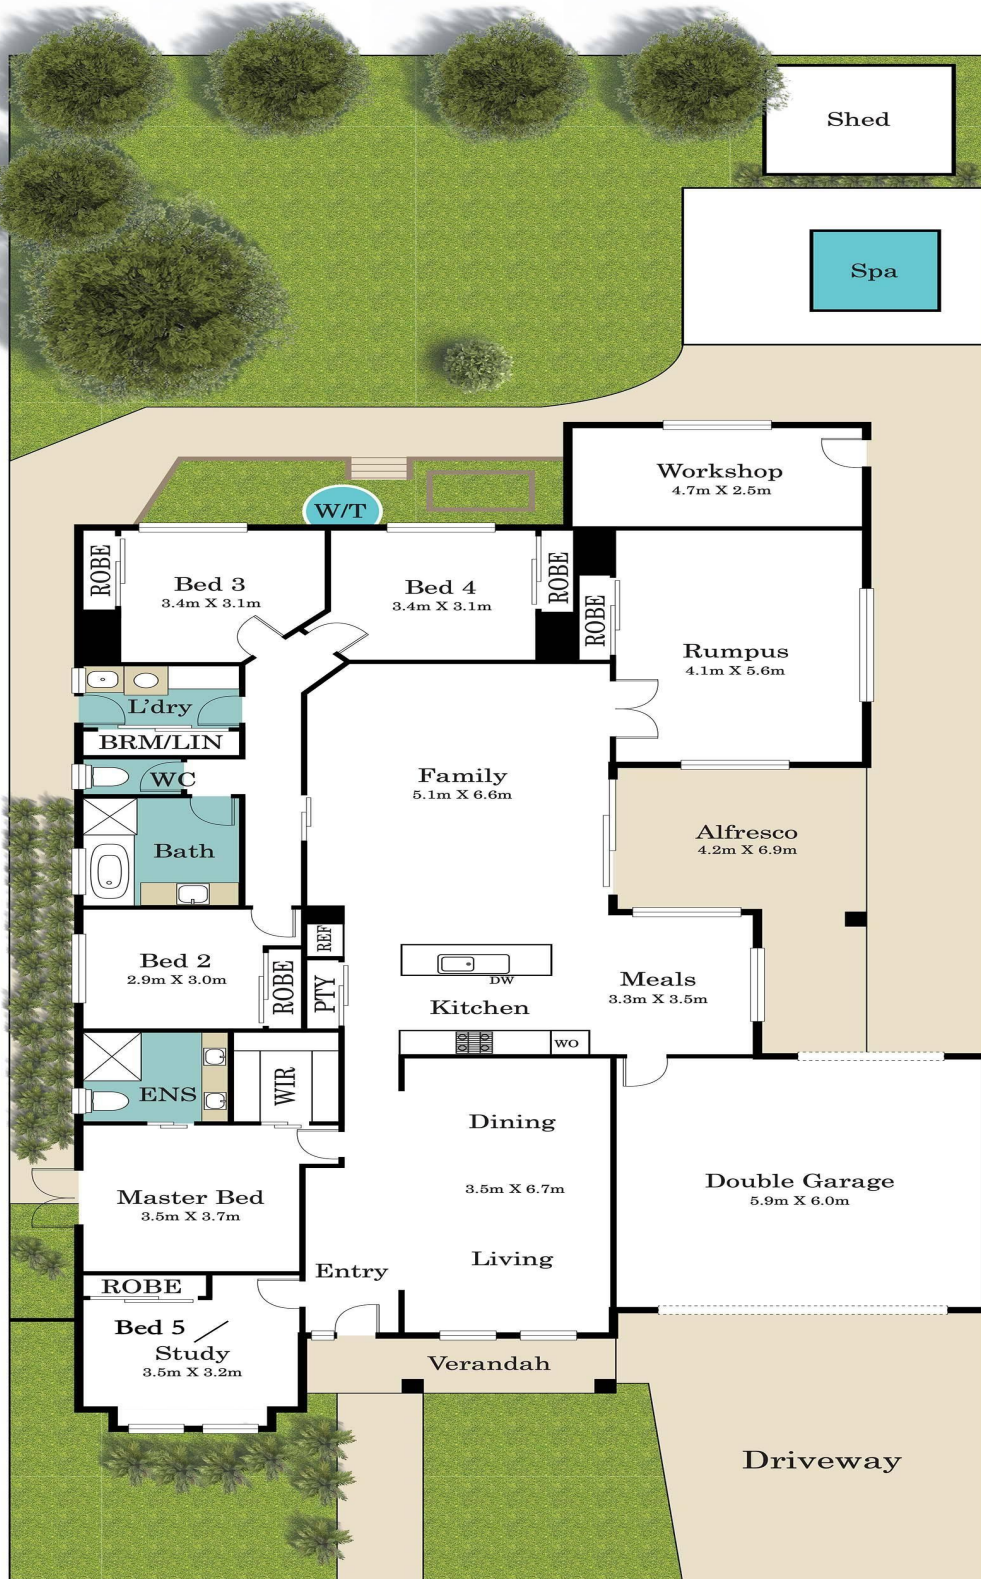 Shed
Spa
Workshop
4.7m X 2.5m
W/T
ROBE
Bed 3
3.4m X 3.1m
Bed 4
3.4m X 3.1m
ROBE
ROBE
Rumpus
4.1m X 5.6m
L'dry
BRM/LIN
WC
Family
5.1m X 6.6m
Bath
Alfresco
4.2m X 6.9m
Bed 2
2.9m X 3.0m
ROBE
REF
PTY
DW
Kitchen
Meals
3.3m X 3.5m
WO
ENS
WIR
Dining
3.5m X 6.7m
Living
Master Bed
3.5m X 3.7m
Double Garage
5.9m X 6.0m
Entry
ROBE
Bed 5 /
Study
3.5m X 3.2m
Verandah
Driveway